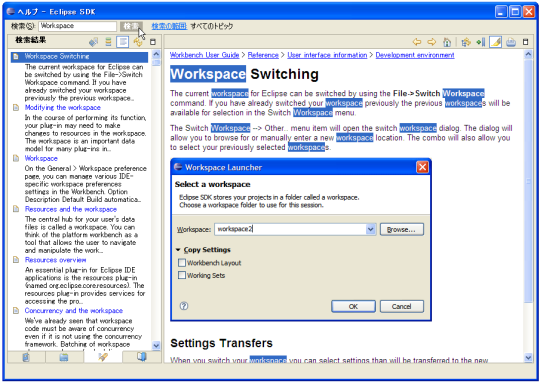 ヘルプ - Eclipse SDK
検索(S): Workspace 検索 検索の範囲: すべてのトピック
検索結果
Workspace Switching
The current workspace for Eclipse can
be switched by using the File->Switch
Workspace command. If you have
already switched your workspace
previously the previous workspace...
Modifying the workspace
In the course of performing its function,
your plug-in may need to make
changes to resources in the workspace.
The workspace is an important data
model for many plug-ins in...
Workspace
On the General > Workspace preference
page, you can manage various IDE-
specific workspace preferences
settings in the Workbench. Option
Description Default Build automatica...
Resources and the workspace
The central hub for your user's data
files is called a workspace. You can
think of the platform workbench as a
tool that allows the user to navigate
and manipulate the work...
Resources overview
An essential plug-in for Eclipse IDE
applications is the resources plug-in
(named org.eclipse.core.resources). The
resources plug-in provides services for
accessing the pro...
Concurrency and the workspace
We've already seen that workspace
code must be aware of concurrency
even if it is not using the concurrency
framework. Batching of workspace
Workbench User Guide > Reference > User interface information > Development environment
Workspace Switching
The current workspace for Eclipse can be switched by using the File->Switch Workspace
command. If you have already switched your workspace previously the previous workspaces will be
available for selection in the Switch Workspace menu.
The Switch Workspace --> Other... menu item will open the switch workspace dialog. The dialog will
allow you to browse for or manually enter a new workspace location. The combo will also allow you
to select your previously selected workspaces.
Workspace Launcher
Select a workspace
Eclipse SDK stores your projects in a folder called a workspace.
Choose a workspace folder to use for this session.
Workspace: workspace2 Browse...
Copy Settings
Workbench Layout
Working Sets
OK Cancel
Settings Transfers
When you switch your workspace you can select settings than will be transferred to the new